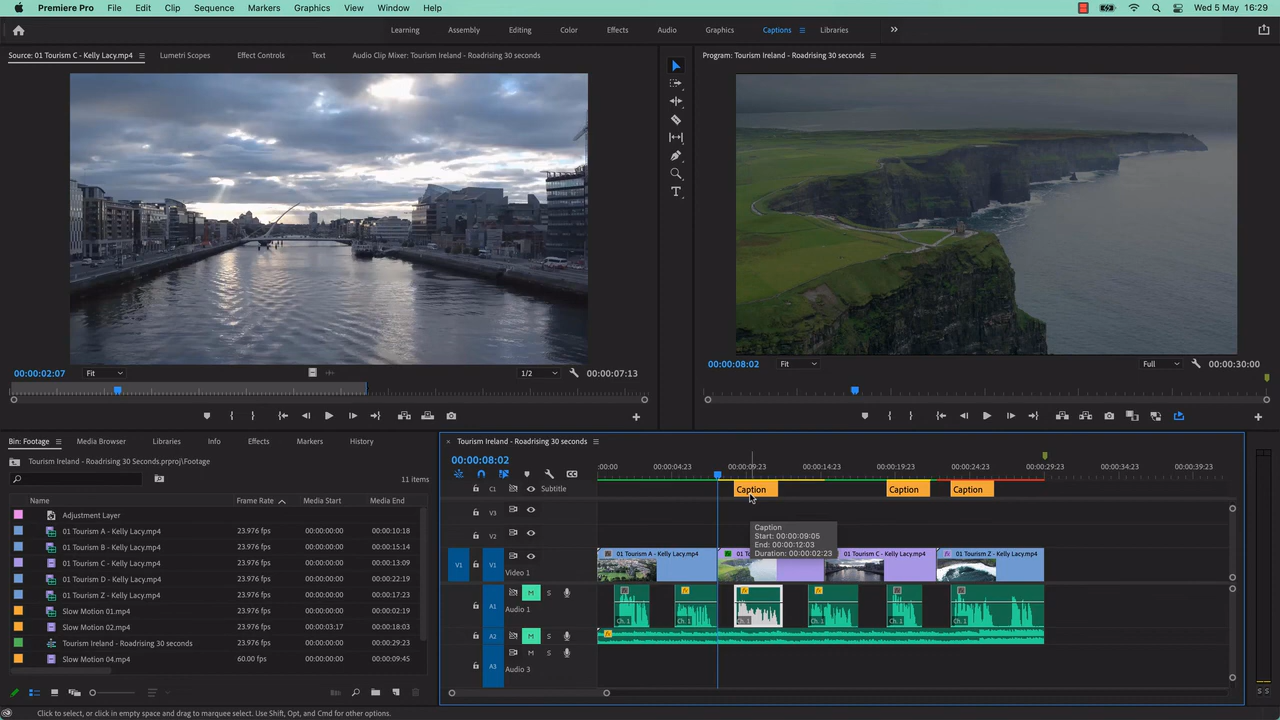 Premiere Pro File Edit Clip Sequence Markers Graphics View Window Help Wed 5 May 16:29
Learning Assembly Editing Color Effects Audio Graphics Captions Libraries
Source: 01 Tourism C - Kelly Lacy.mp4 Lumetri Scopes Effect Controls Text Audio Clip Mixer: Tourism Ireland - Roadrising 30 seconds Program: Tourism Ireland - Roadrising 30 seconds
00:00:02:07 Fit 1/2 00:00:07:13 00:00:08:02 Fit Full 00:00:30:00
Bin: Footage Media Browser Libraries Info Effects Markers History
Tourism Ireland - Roadrising 30 Seconds.prproj\Footage
11 items
Name Frame Rate Media Start Media End
Adjustment Layer
01 Tourism A - Kelly Lacy.mp4 23.976 fps 00:00:00:00 00:00:10:18
01 Tourism B - Kelly Lacy.mp4 23.976 fps 00:00:00:00 00:00:15:14
01 Tourism C - Kelly Lacy.mp4 23.976 fps 00:00:00:00 00:00:11:09
01 Tourism D - Kelly Lacy.mp4 23.976 fps 00:00:00:00 00:00:22:19
01 Tourism Z - Kelly Lacy.mp4 23.976 fps 00:00:00:00 00:00:17:23
Slow Motion 01.mp4 23.976 fps 00:00:00:00 00:00:02:19
Slow Motion 02.mp4 23.976 fps 00:00:03:17 00:00:18:03
Tourism Ireland - Roadrising 30 seconds 23.976 fps 00:00:00:00 00:00:29:23
Slow Motion 04.mp4 60.00 fps 00:00:00:00 00:00:09:45
Tourism Ireland - Roadrising 30 seconds
00:00:08:02
:00:00 00:00:04:23 00:00:09:23 00:00:14:23 00:00:19:23 00:00:24:23 00:00:29:23 00:00:34:23 00:00:39:23
C1 Subtitle Caption Caption Caption
V3
V2
Caption
Start: 00:00:09:05
End: 00:00:12:03
Duration: 00:00:02:23
V1 V1 Video 1 01 Tourism A - Kelly Lacy.mp4 01 To 01 Tourism C - Kelly Lacy.mp4 01 Tourism Z - Kelly Lacy.mp4
A1 M S Audio 1 Ch. 1 Ch. 1 Ch. 1 Ch. 1 Ch. 1 Ch. 1
A2 M S
A3 M S Audio 3
S S
Click to select, or click in empty space and drag to marquee select. Use Shift, Opt, and Cmd for other options.